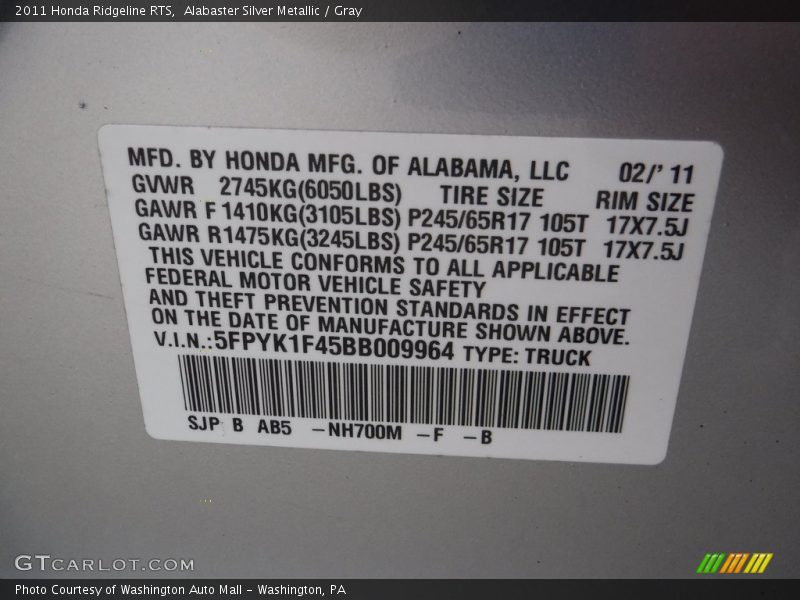 2011 Honda Ridgeline RTS,  Alabaster Silver Metallic / Gray
MFD. BY HONDA MFG. OF ALABAMA, LLC 02/' 11
GVWR 2745KG(6050LBS) TIRE SIZE RIM SIZE
GAWR F 1410KG(3105LBS) P245/65R17 105T 17X7.5J
GAWR R1475KG(3245LBS) P245/65R17 105T 17X7.5J
THIS VEHICLE CONFORMS TO ALL APPLICABLE
FEDERAL MOTOR VEHICLE SAFETY
AND THEFT PREVENTION STANDARDS IN EFFECT
ON THE DATE OF MANUFACTURE SHOWN ABOVE.
V.I.N.:5FPYK1F45BB009964 TYPE: TRUCK
SJP B AB5 –NH700M –F –B
GTCARLOT.COM
Photo Courtesy of Washington Auto Mall – Washington, PA